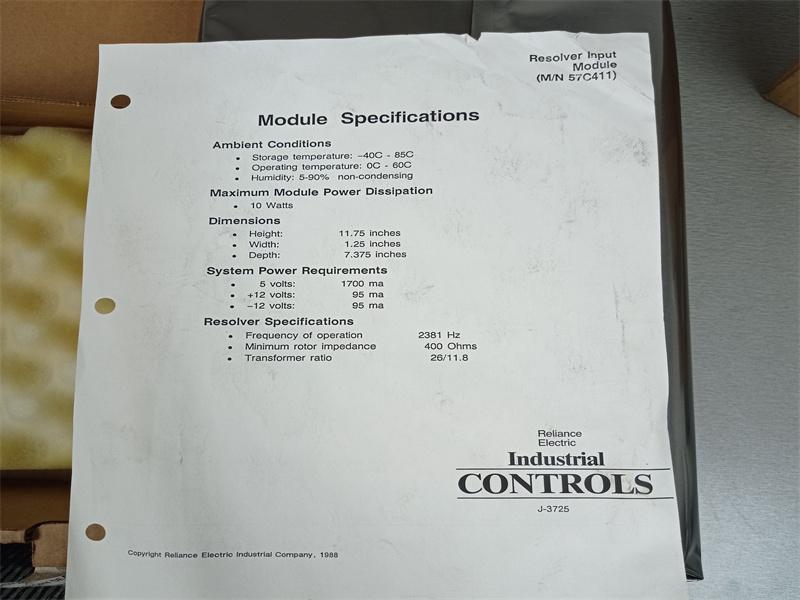 Resolver Input
Module
(M/N 57C411)
Module Specifications
Ambient Conditions
• Storage temperature: –40C - 85C
• Operating temperature: 0C - 60C
• Humidity: 5-90% non-condensing
Maximum Module Power Dissipation
• 10 Watts
Dimensions
• Height: 11.75 inches
• Width: 1.25 inches
• Depth: 7.375 inches
System Power Requirements
• 5 volts: 1700 ma
• +12 volts: 95 ma
• –12 volts: 95 ma
Resolver Specifications
• Frequency of operation 2381 Hz
• Minimum rotor impedance 400 Ohms
• Transformer ratio 26/11.8
Reliance
Electric
Industrial
CONTROLS
J-3725
Copyright Reliance Electric Industrial Company, 1988